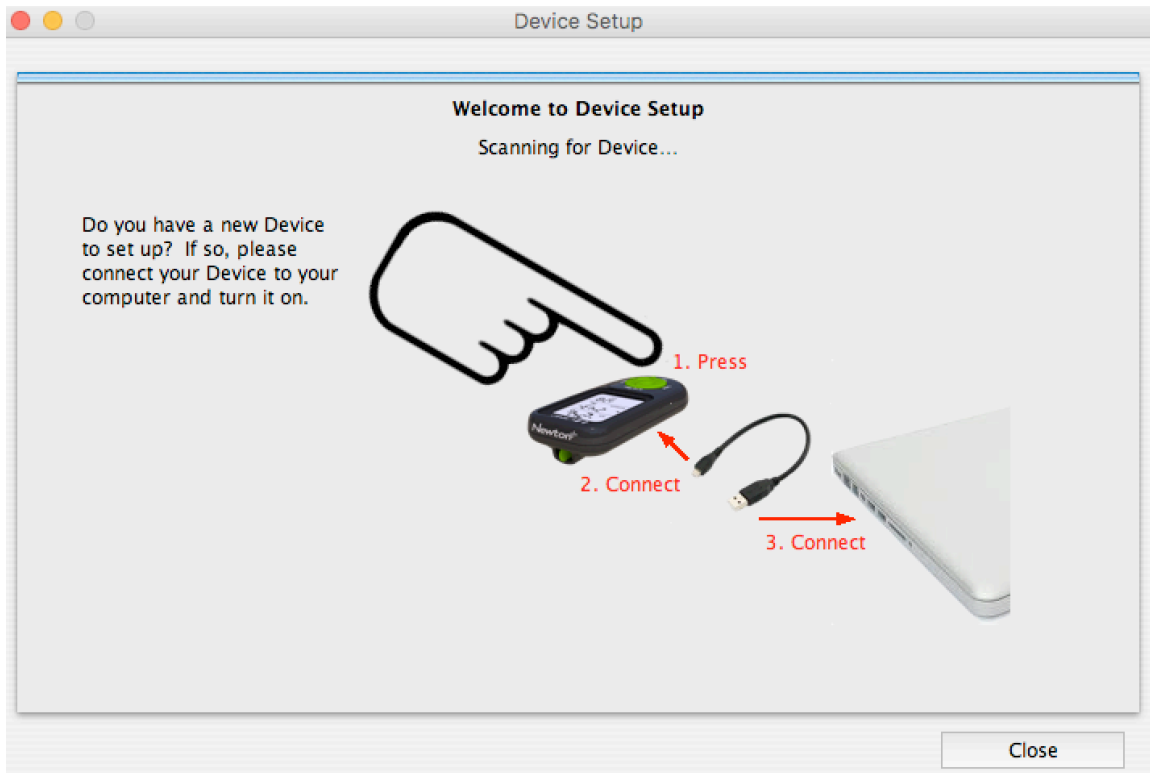 Device Setup
Welcome to Device Setup
Scanning for Device...
Do you have a new Device
to set up? If so, please
connect your Device to your
computer and turn it on.
1. Press
Newton
2. Connect
3. Connect
Close